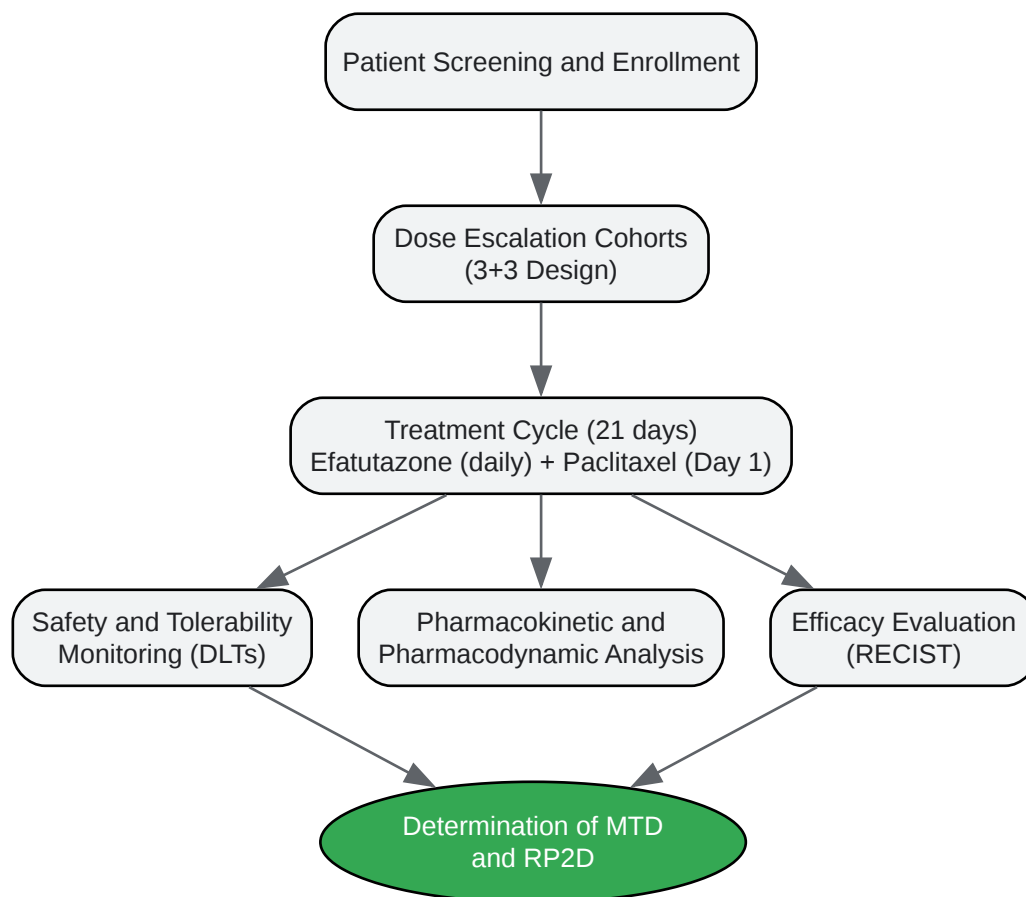 Patient Screening and Enrollment
Dose Escalation Cohorts
(3+3 Design)
Treatment Cycle (21 days)
Efatutazone (daily) + Paclitaxel (Day 1)
Safety and Tolerability
Monitoring (DLTs)
Pharmacokinetic and
Pharmacodynamic Analysis
Efficacy Evaluation
(RECIST)
Determination of MTD
and RP2D